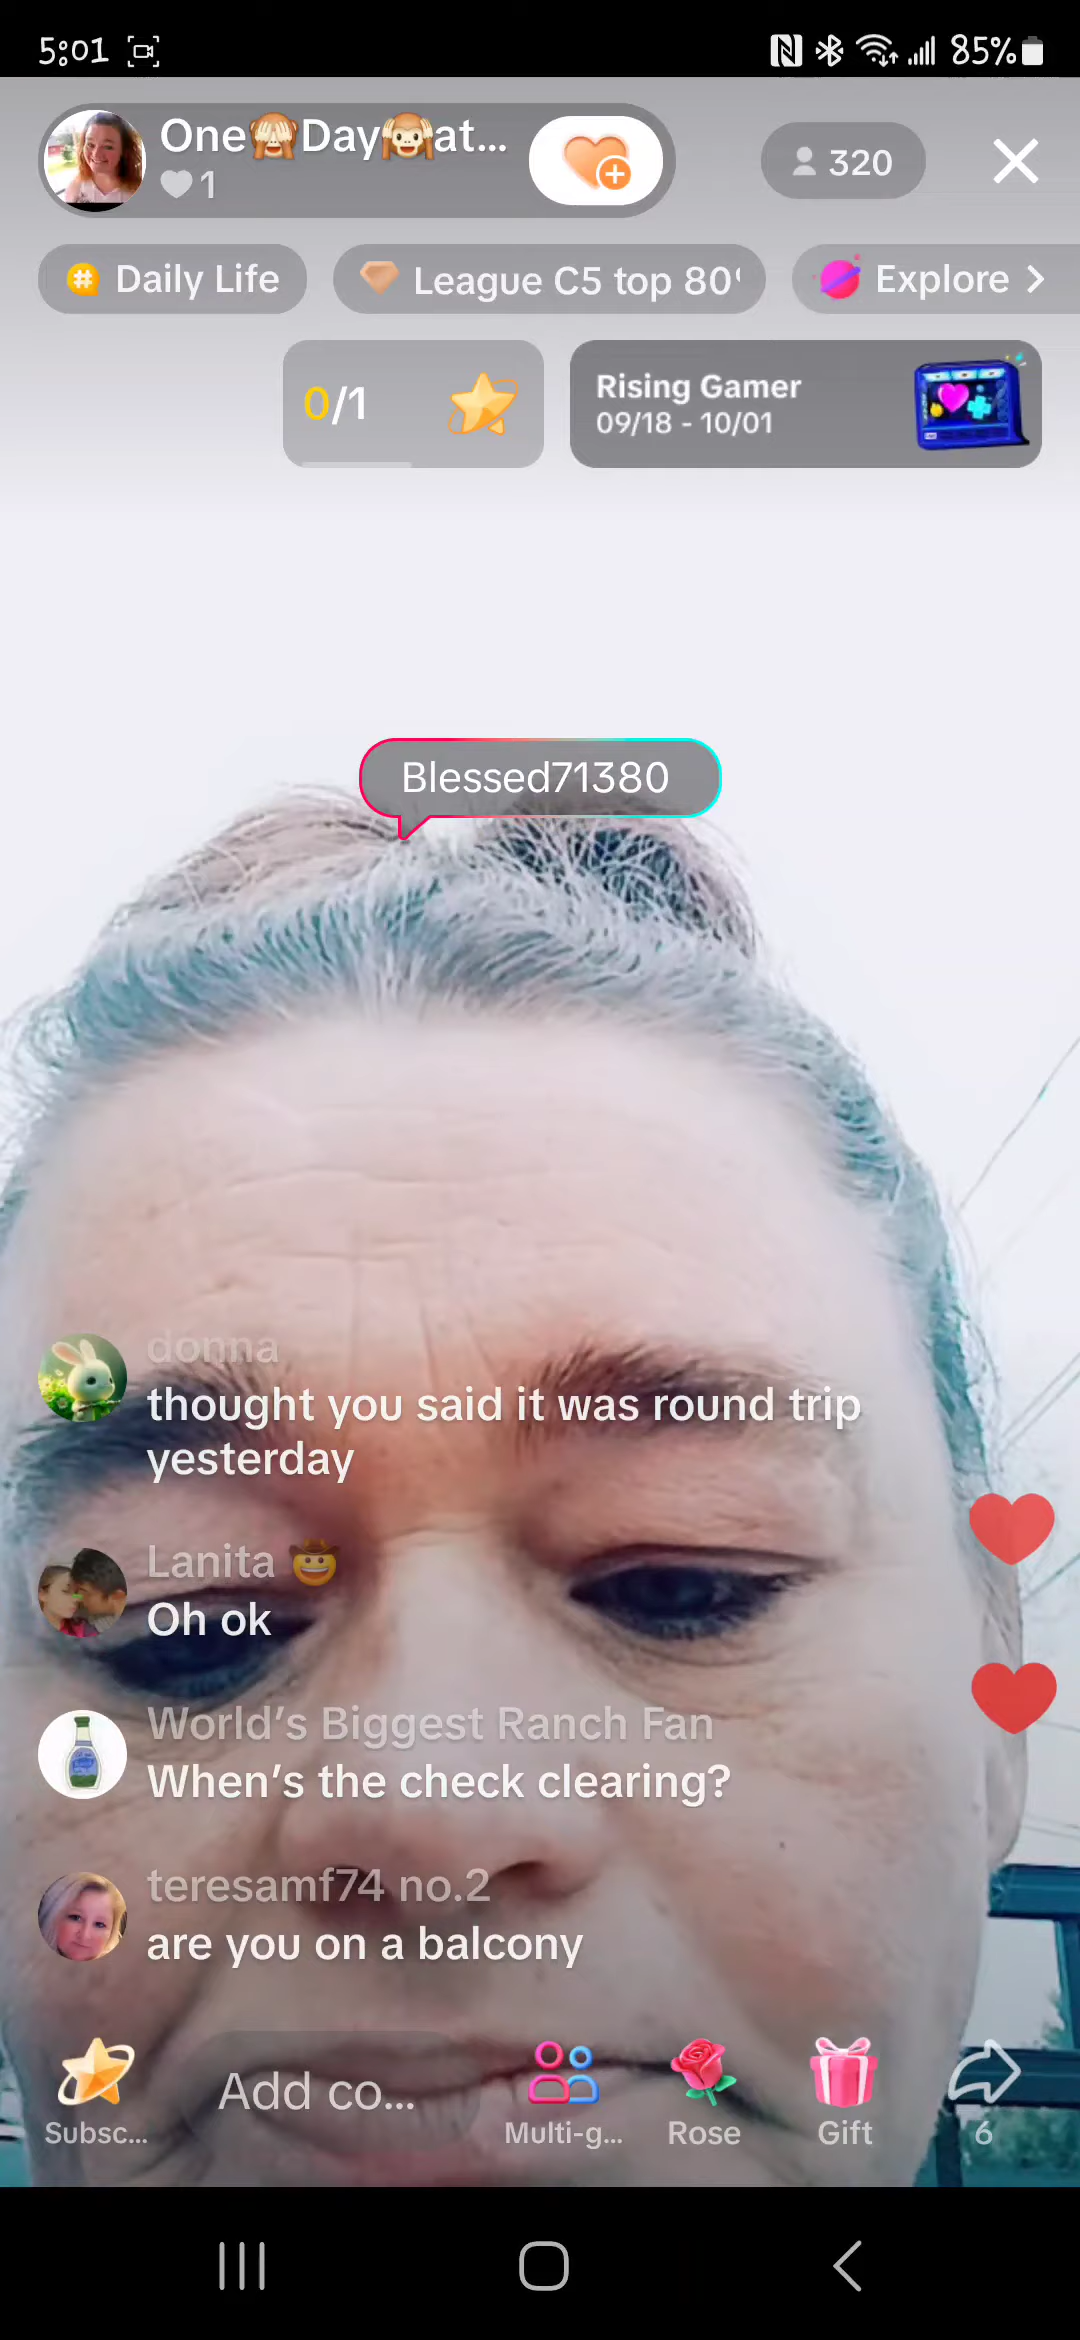 5:01
85%
One🙈Day🙉at...
1
320
Daily Life
League C5 top 80
Explore >
0/1
Rising Gamer
09/18 - 10/01
Blessed71380
donna
thought you said it was round trip
yesterday
Lanita 🤠
Oh ok
World's Biggest Ranch Fan
When's the check clearing?
teresamf74 no.2
are you on a balcony
Add co...
Subsc...
Multi-g...
Rose
Gift
6